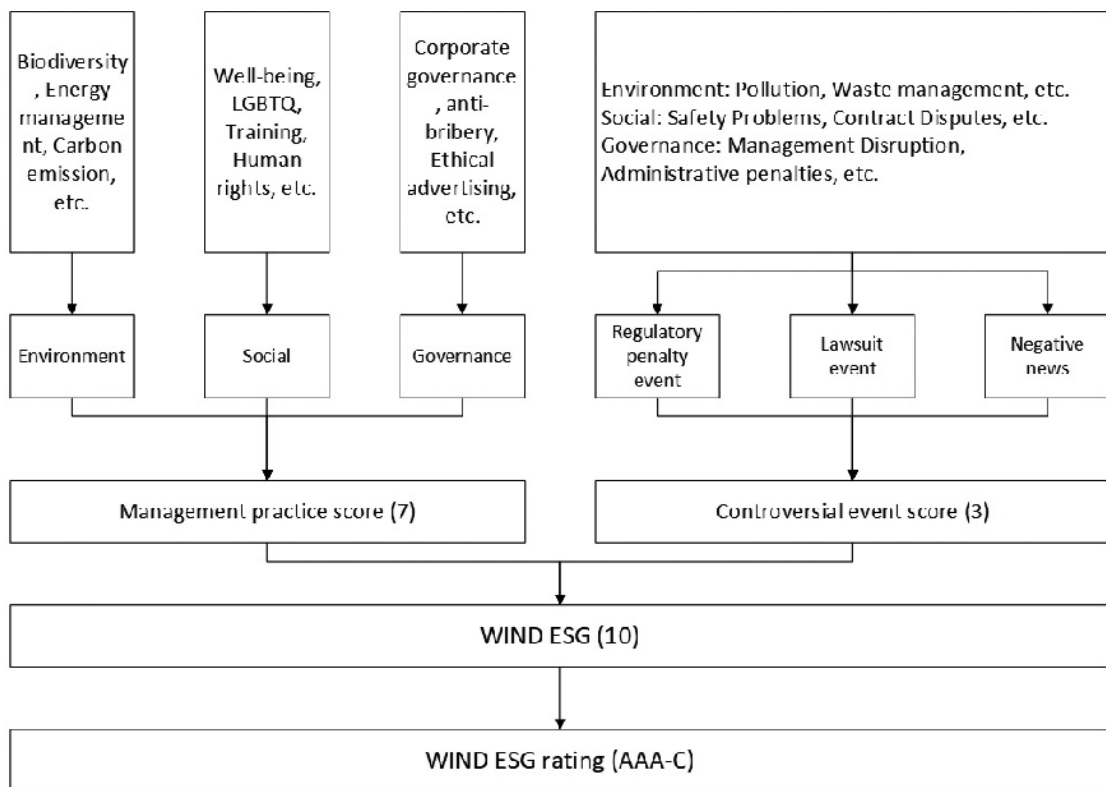 Biodiversity
, Energy
manageme
nt, Carbon
emission,
etc.
Well-being,
LGBTQ,
Training,
Human
rights, etc.
Corporate
governance
, anti-
bribery,
Ethical
advertising,
etc.
Environment: Pollution, Waste management, etc.
Social: Safety Problems, Contract Disputes, etc.
Governance: Management Disruption,
Administrative penalties, etc.
Environment
Social
Governance
Regulatory
penalty
event
Lawsuit
event
Negative
news
Management practice score (7)
Controversial event score (3)
WIND ESG (10)
WIND ESG rating (AAA-C)